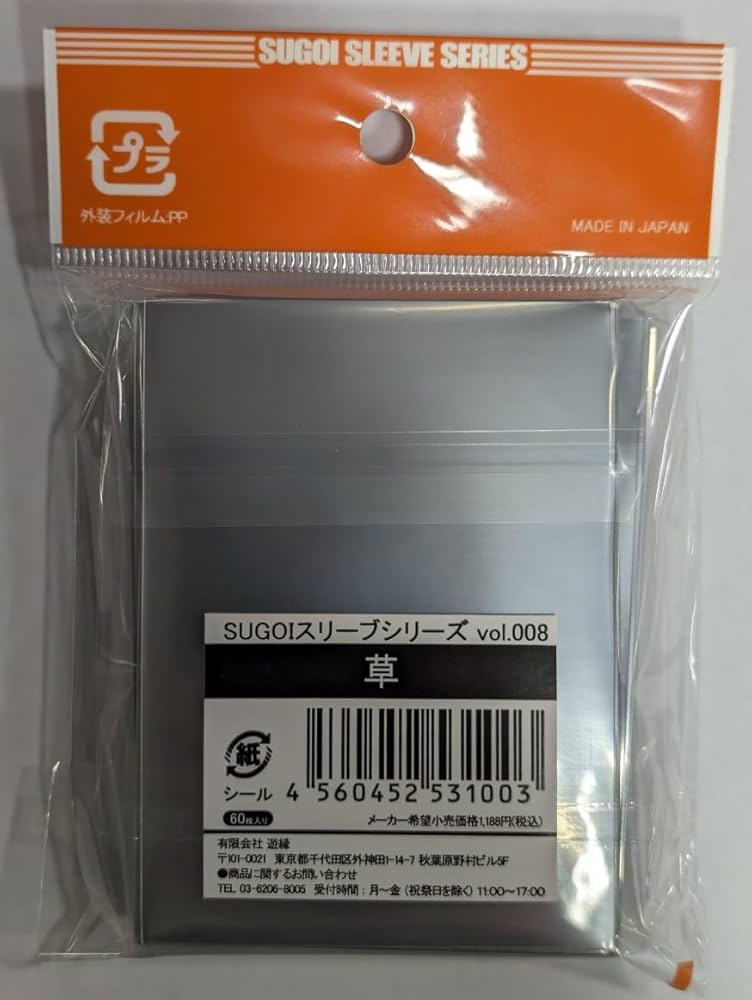 SUGOI SLEEVE SERIES
プラ
外装フィルム:PP
MADE IN JAPAN
SUGOIスリーブシリーズ vol.008
草
紙
シール
4 560452 531003
60枚入り
メーカー希望小売価格1,188円(税込)
有限会社 遊縁
〒101-0021 東京都千代田区外神田1-14-7 秋葉原野村ビル5F
●商品に関するお問い合わせ
TEL 03-6206-8005 受付時間:月～金 (祝祭日を除く) 11:00～17:00